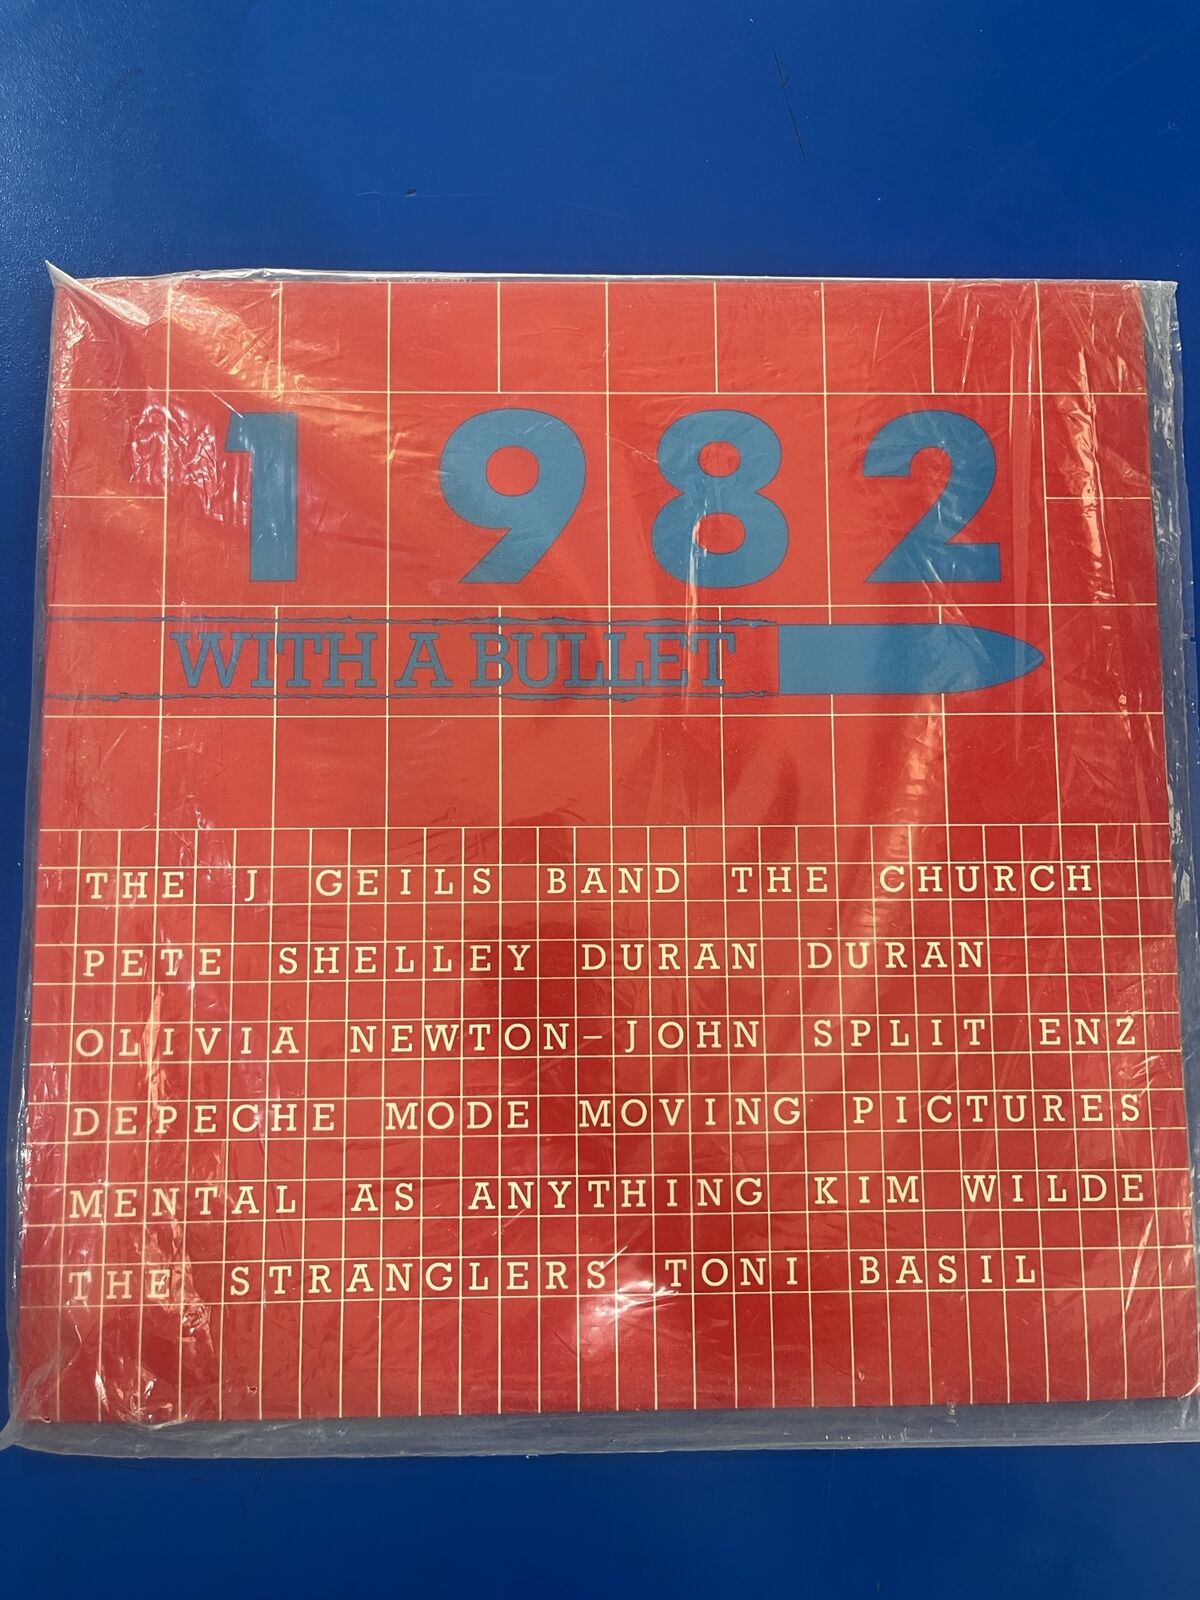 1982
WITH A BULLET
THE J GEILS BAND THE CHURCH
PETE SHELLEY DURAN DURAN
OLIVIA NEWTON-JOHN SPLIT ENZ
DEPECHE MODE MOVING PICTURES
MENTAL AS ANYTHING KIM WILDE
THE STRANGLERS TONI BASIL